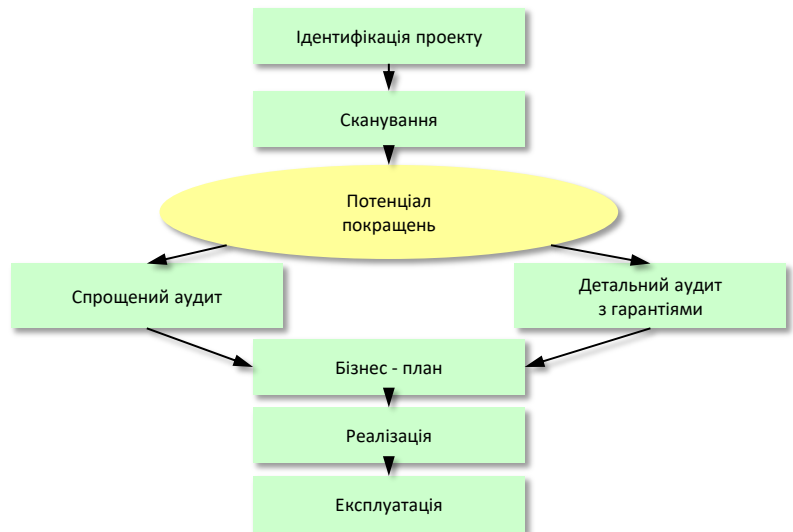 Ідентифікація проекту
Сканування
Потенціал
покращень
Спрощений аудит
Детальний аудит
з гарантіями
Бізнес - план
Реалізація
Експлуатація